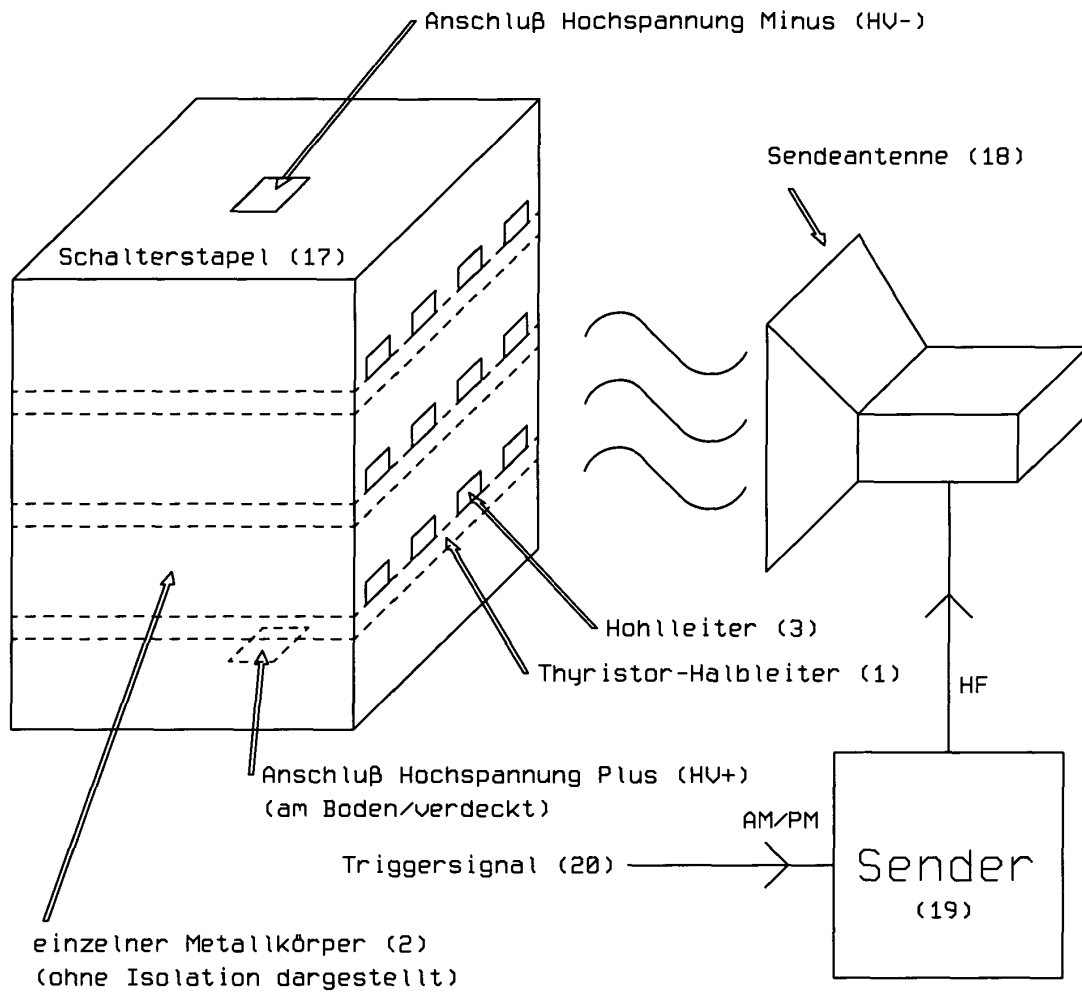 Anschluß Hochspannung Minus (HV-)
Sendeantenne (18)
Schalterstapel (17)
Hohlleiter (3)
Thyristor-Halbleiter (1)
HF
Anschluß Hochspannung Plus (HV+)
(am Boden/verdeckt)
AM/PM
Triggersignal (20)
Sender
(19)
einzelner Metallkörper (2)
(ohne Isolation dargestellt)